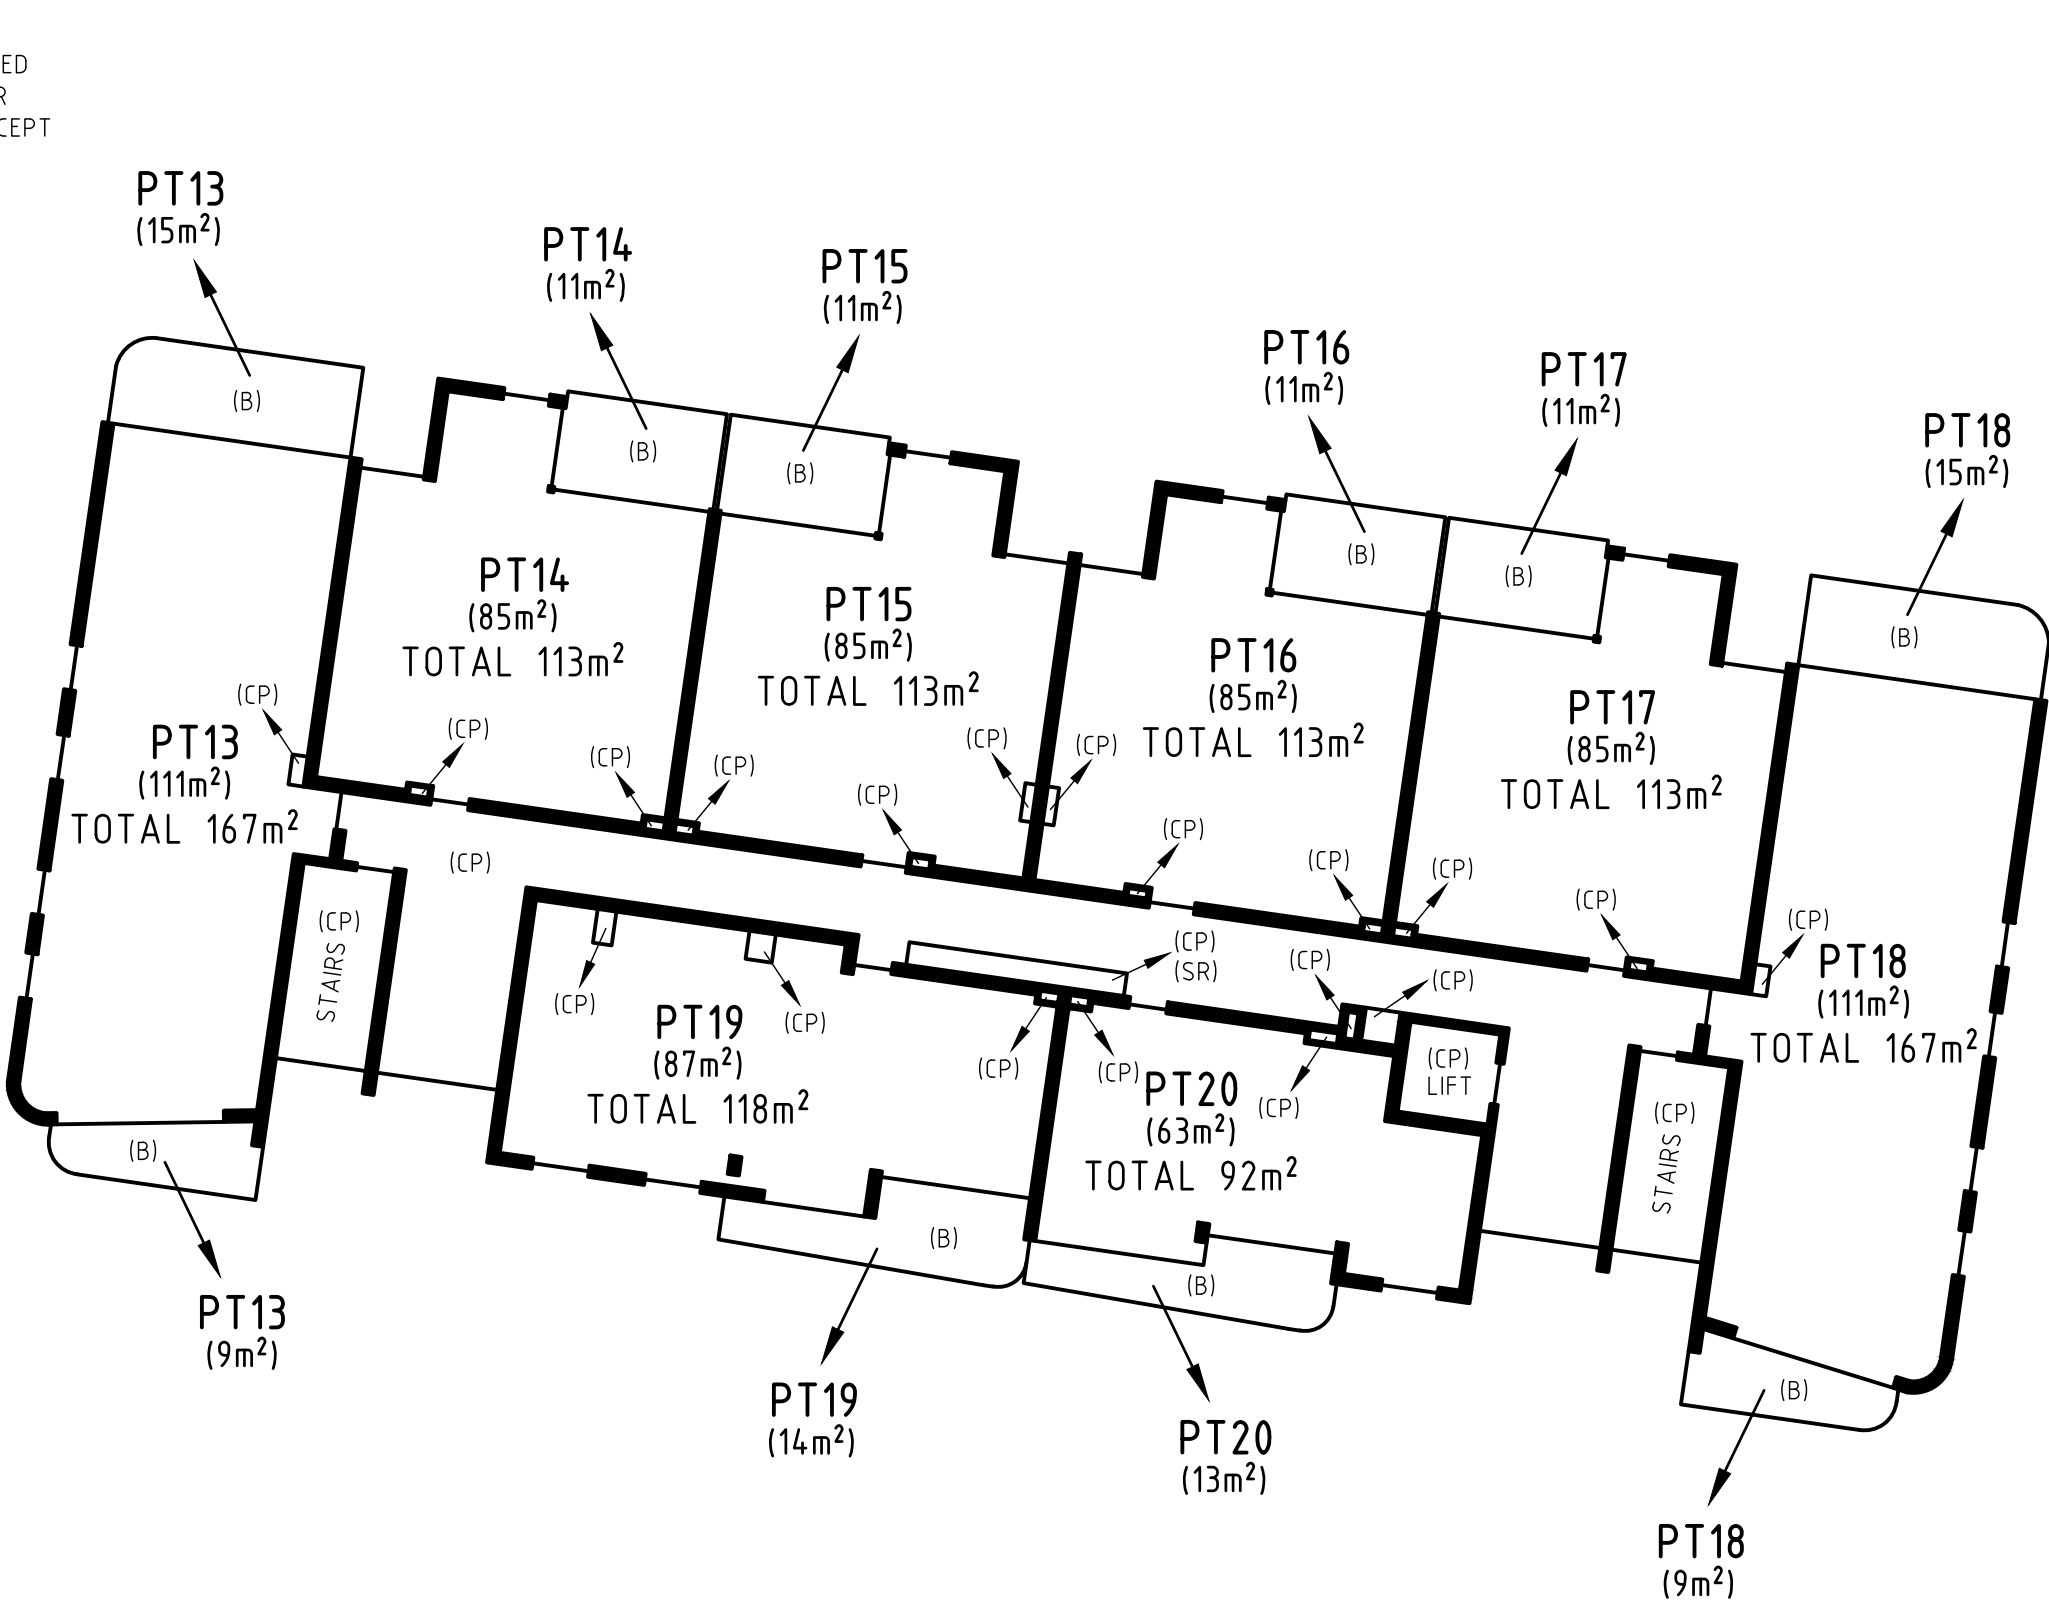 ED
R
CEPT
PT13
(15m²)
PT14
(11m²)
PT15
(11m²)
PT16
(11m²)
PT17
(11m²)
PT18
(15m²)
(B)
(B)
(B)
(B)
(B)
(B)
PT14
(85m²)
TOTAL 113m²
PT15
(85m²)
TOTAL 113m²
PT16
(85m²)
TOTAL 113m²
PT17
(85m²)
TOTAL 113m²
(CP)
PT13
(111m²)
TOTAL 167m²
(CP)
(CP)
(CP)
(CP)
(CP)
(CP)
(CP)
(CP)
(CP)
(CP)
(CP)
PT18
(111m²)
TOTAL 167m²
(CP)
(CP)
STAIRS
(CP)
(SR)
(CP)
(CP)
(CP)
(CP)
PT19
(87m²)
TOTAL 118m²
(CP)
(CP)
PT20
(63m²)
TOTAL 92m²
(CP)
(CP)
LIFT
(CP)
STAIRS
(B)
(B)
(B)
(B)
PT13
(9m²)
PT19
(14m²)
PT20
(13m²)
PT18
(9m²)